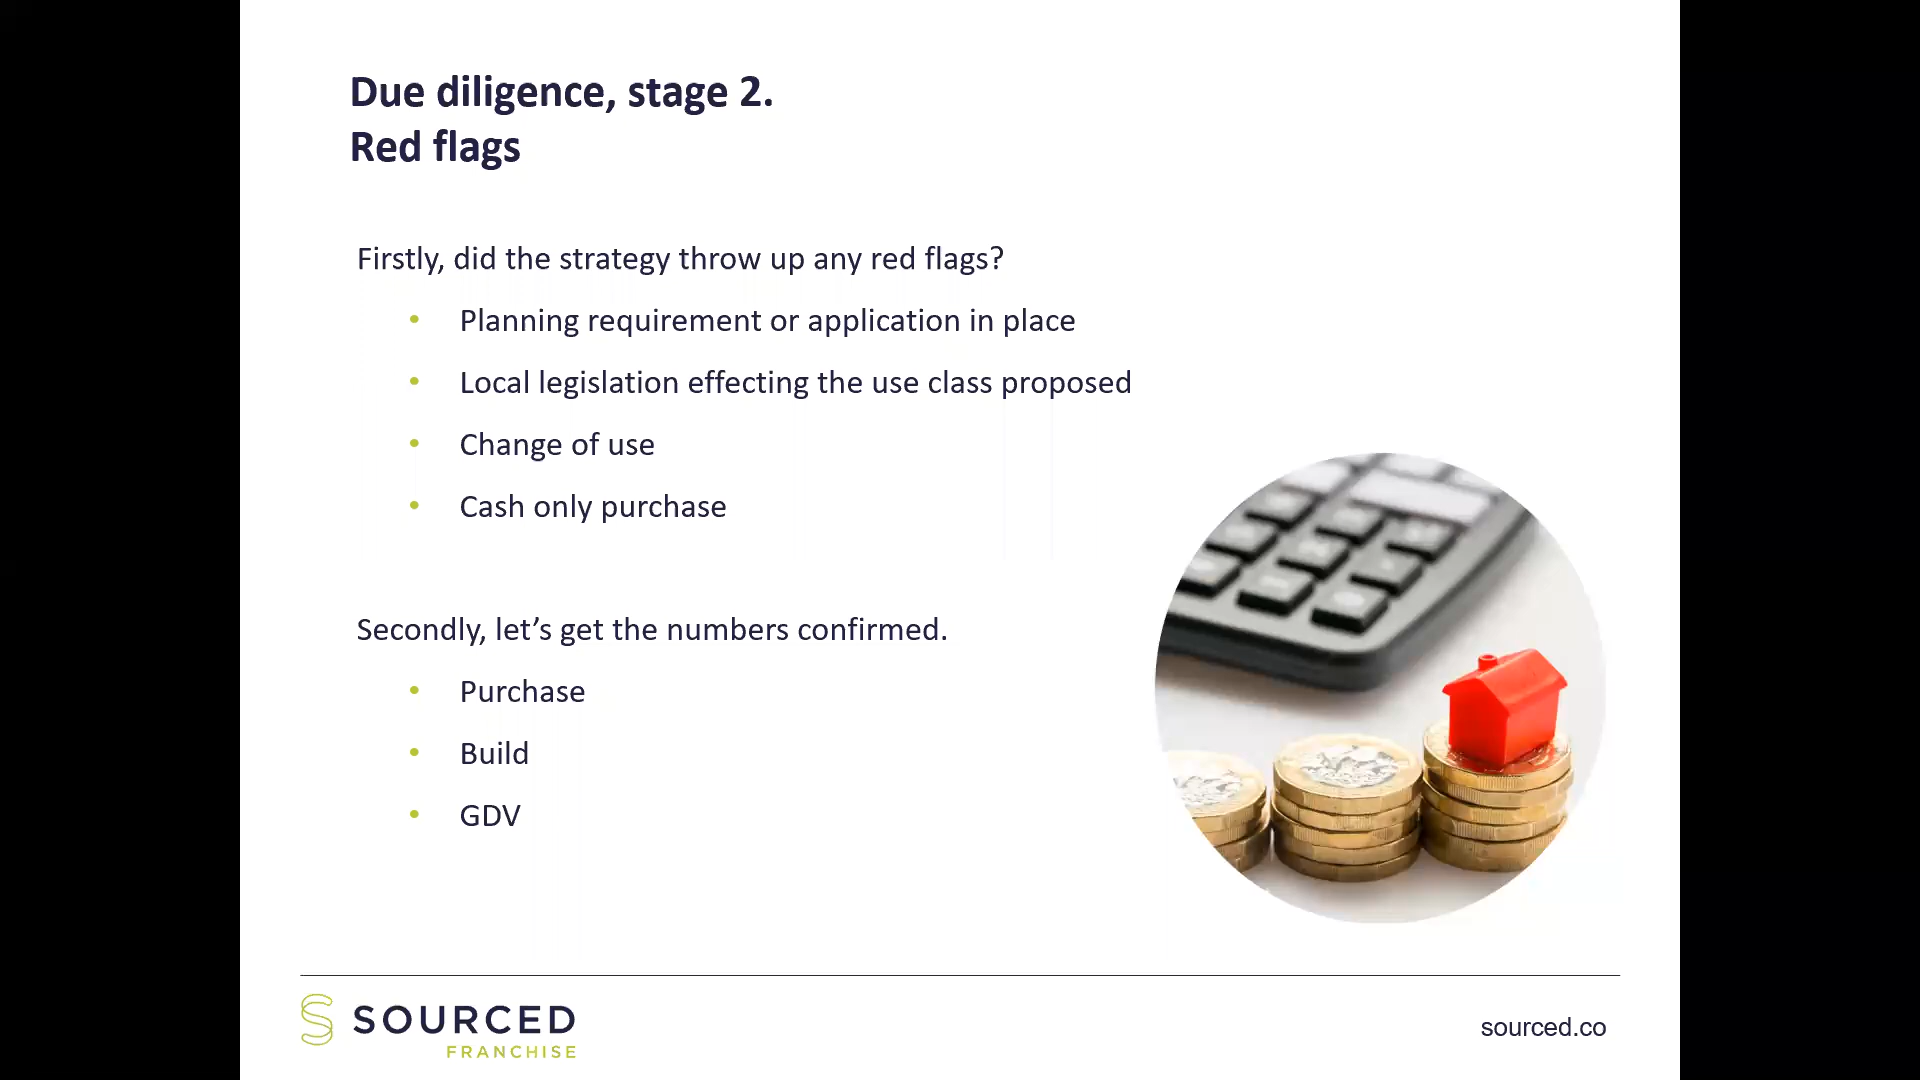 Due diligence, stage 2.
Red flags
Firstly, did the strategy throw up any red flags?
• Planning requirement or application in place
• Local legislation effecting the use class proposed
• Change of use
• Cash only purchase
Secondly, let’s get the numbers confirmed.
• Purchase
• Build
• GDV
SOURCED
FRANCHISE
sourced.co